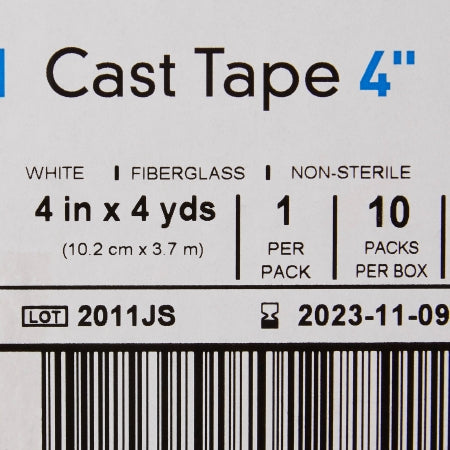 Cast Tape 4"
WHITE | FIBERGLASS | NON-STERILE
4 in x 4 yds
(10.2 cm x 3.7 m)
1
PER
PACK
10
PACKS
PER BOX
LOT 2011JS
2023-11-09